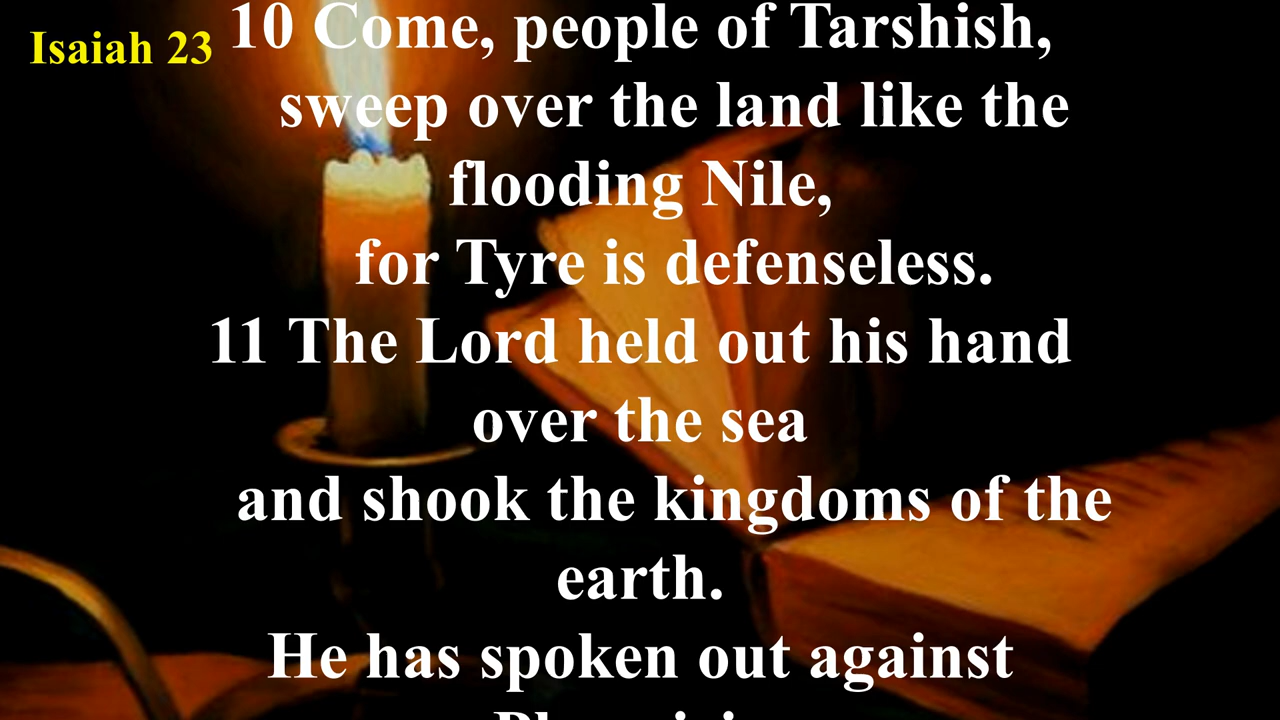 Isaiah 23
10 Come, people of Tarshish,
sweep over the land like the
flooding Nile,
for Tyre is defenseless.
11 The Lord held out his hand
over the sea
and shook the kingdoms of the
earth.
He has spoken out against